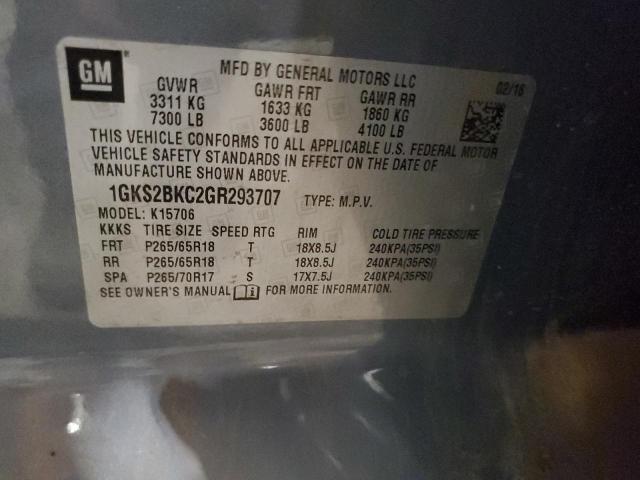 GM
MFD BY GENERAL MOTORS LLC
02/16
GVWR GAWR FRT GAWR RR
3311 KG 1633 KG 1860 KG
7300 LB 3600 LB 4100 LB
THIS VEHICLE CONFORMS TO ALL APPLICABLE U.S. FEDERAL MOTOR
VEHICLE SAFETY STANDARDS IN EFFECT ON THE DATE OF
MANUFACTURE SHOWN ABOVE.
1GKS2BKC2GR293707 TYPE: M.P.V.
MODEL: K15706
KKKS TIRE SIZE SPEED RTG RIM COLD TIRE PRESSURE
FRT P265/65R18 T 18X8.5J 240KPA(35PSI)
RR P265/65R18 T 18X8.5J 240KPA(35PSI)
SPA P265/70R17 S 17X7.5J 240KPA(35PSI)
SEE OWNER'S MANUAL FOR MORE INFORMATION.